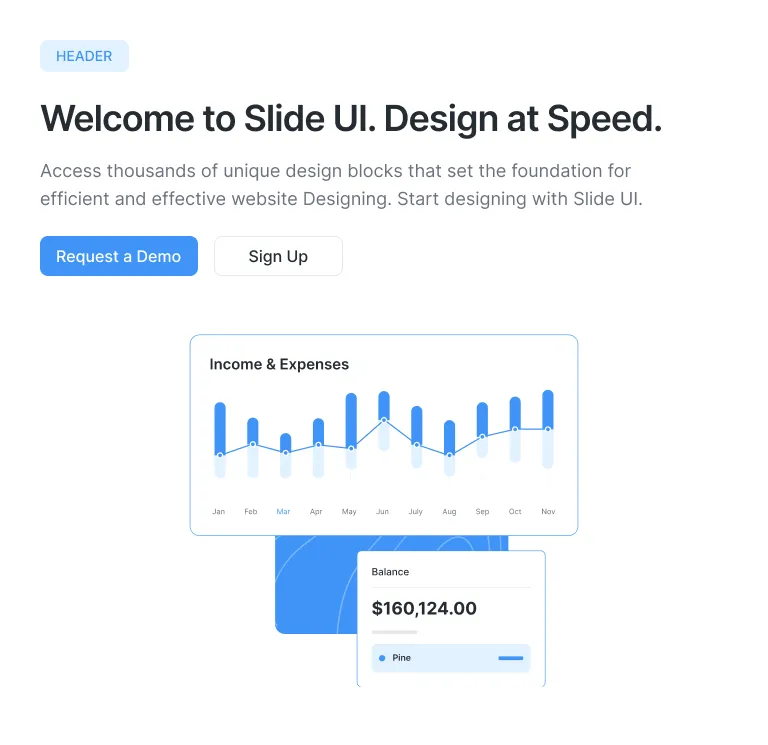 HEADER
Welcome to Slide UI. Design at Speed.
Access thousands of unique design blocks that set the foundation for
efficient and effective website Designing. Start designing with Slide UI.
Request a Demo
Sign Up
Income & Expenses
Jan Feb Mar Apr May Jun July Aug Sep Oct Nov
Balance
$160,124.00
Pine